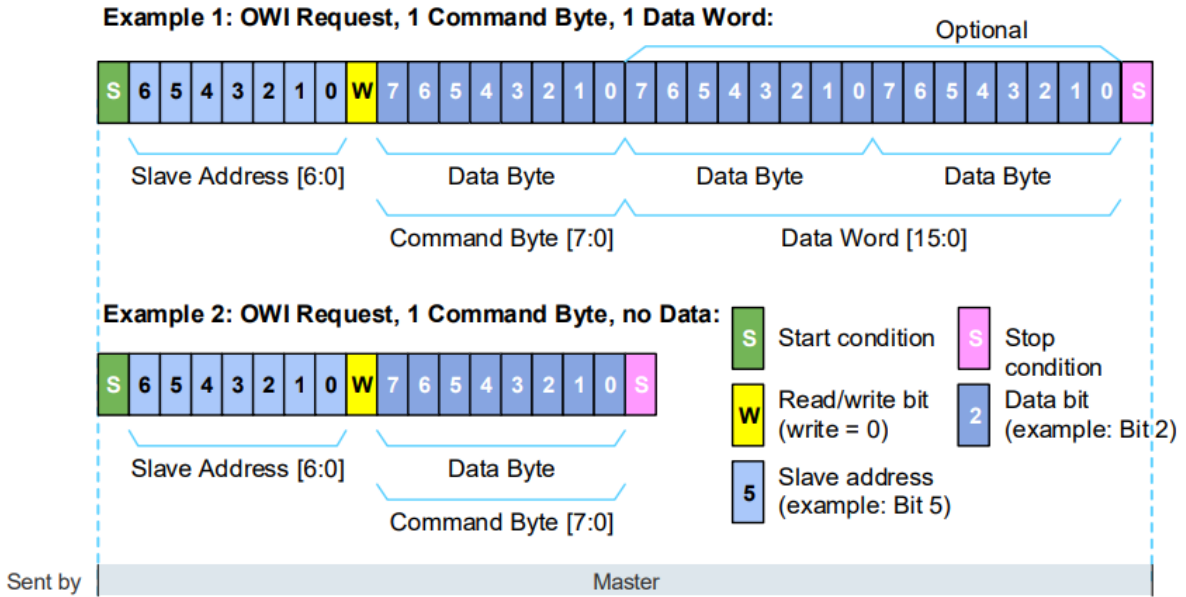 Example 1: OWI Request, 1 Command Byte, 1 Data Word:
Optional
S 6 5 4 3 2 1 0 W 7 6 5 4 3 2 1 0 7 6 5 4 3 2 1 0 7 6 5 4 3 2 1 0 S
Slave Address [6:0] Data Byte Data Byte Data Byte
Command Byte [7:0] Data Word [15:0]
Example 2: OWI Request, 1 Command Byte, no Data:
S 6 5 4 3 2 1 0 W 7 6 5 4 3 2 1 0 S
Slave Address [6:0] Data Byte
Command Byte [7:0]
S Start condition
S Stop
condition
W Read/write bit
(write = 0)
2 Data bit
(example: Bit 2)
5 Slave address
(example: Bit 5)
Sent by Master